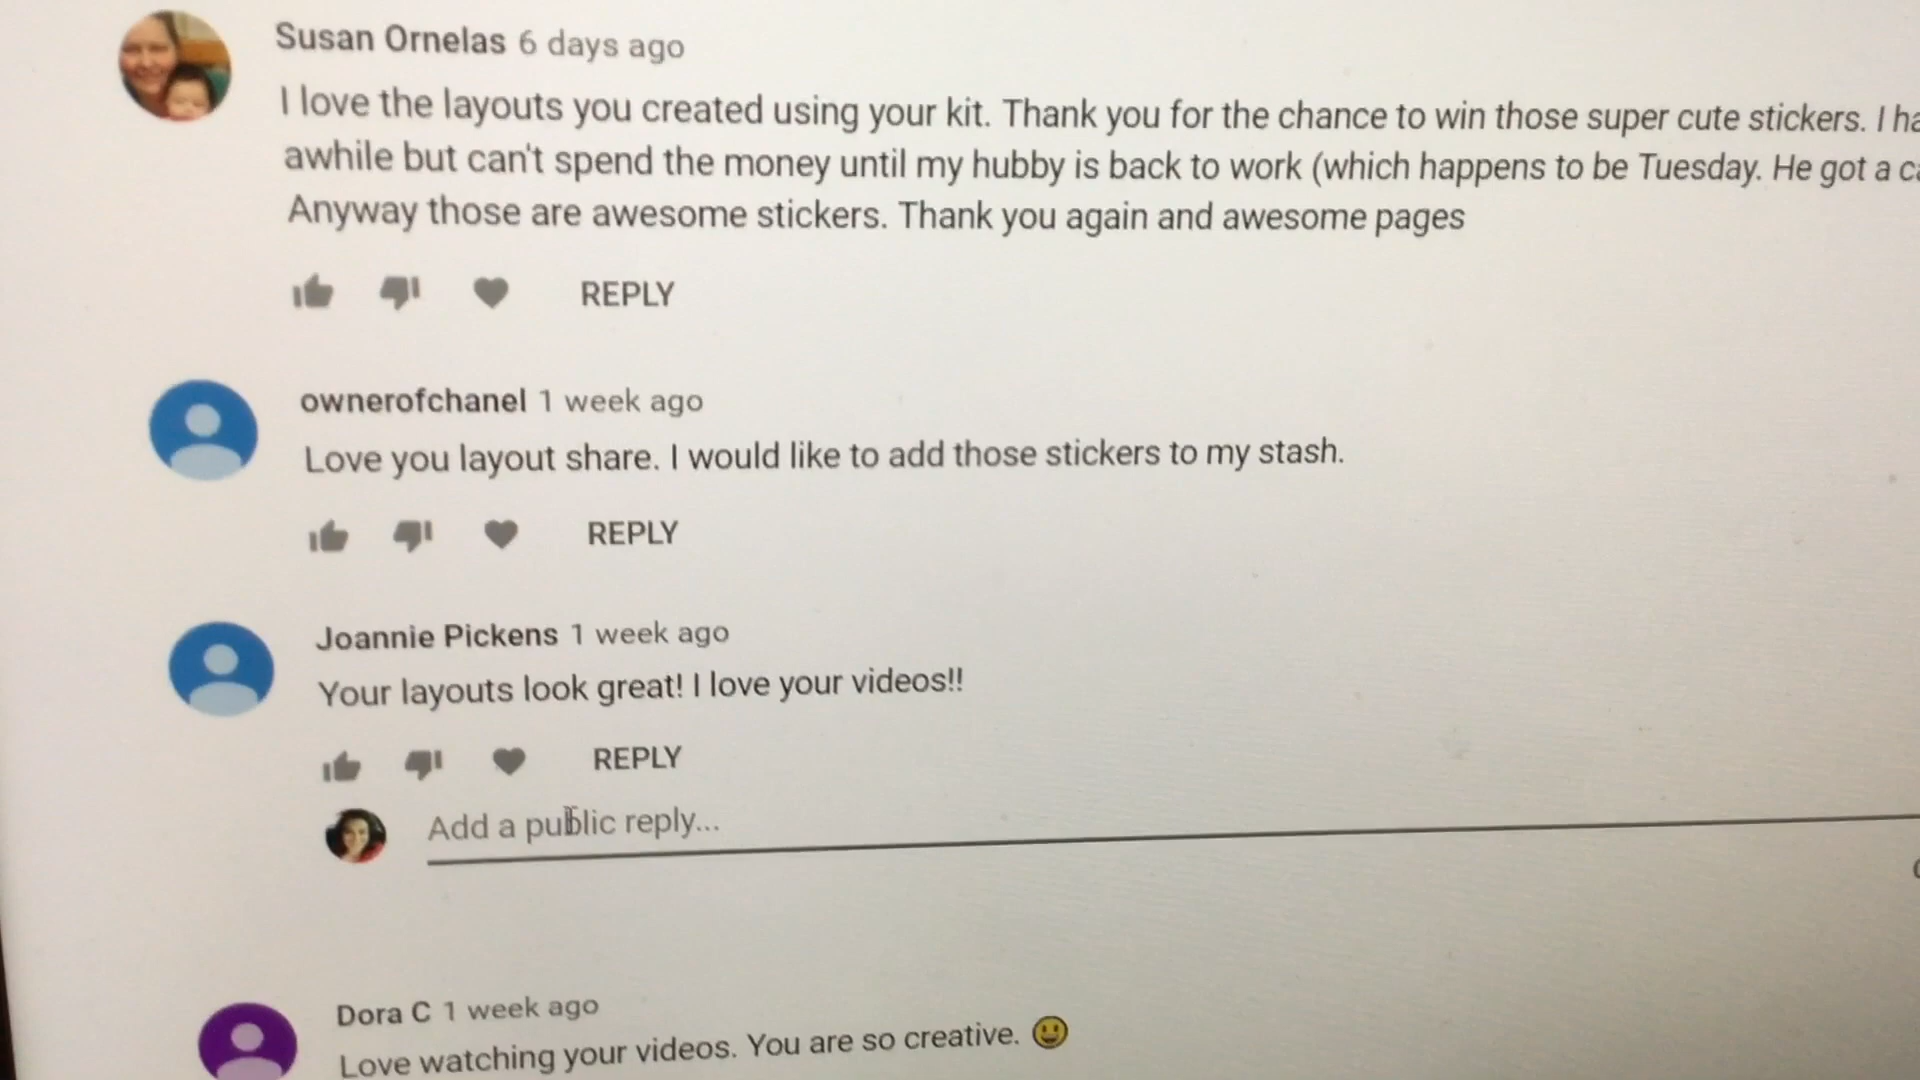 Susan Ornelas 6 days ago
I love the layouts you created using your kit. Thank you for the chance to win those super cute stickers. I
awhile but can't spend the money until my hubby is back to work (which happens to be Tuesday. He got a
Anyway those are awesome stickers. Thank you again and awesome pages
REPLY
ownerofchanel 1 week ago
Love you layout share. I would like to add those stickers to my stash.
REPLY
Joannie Pickens 1 week ago
Your layouts look great! I love your videos!!
REPLY
Add a public reply...
Dora C 1 week ago
Love watching your videos. You are so creative. 😃